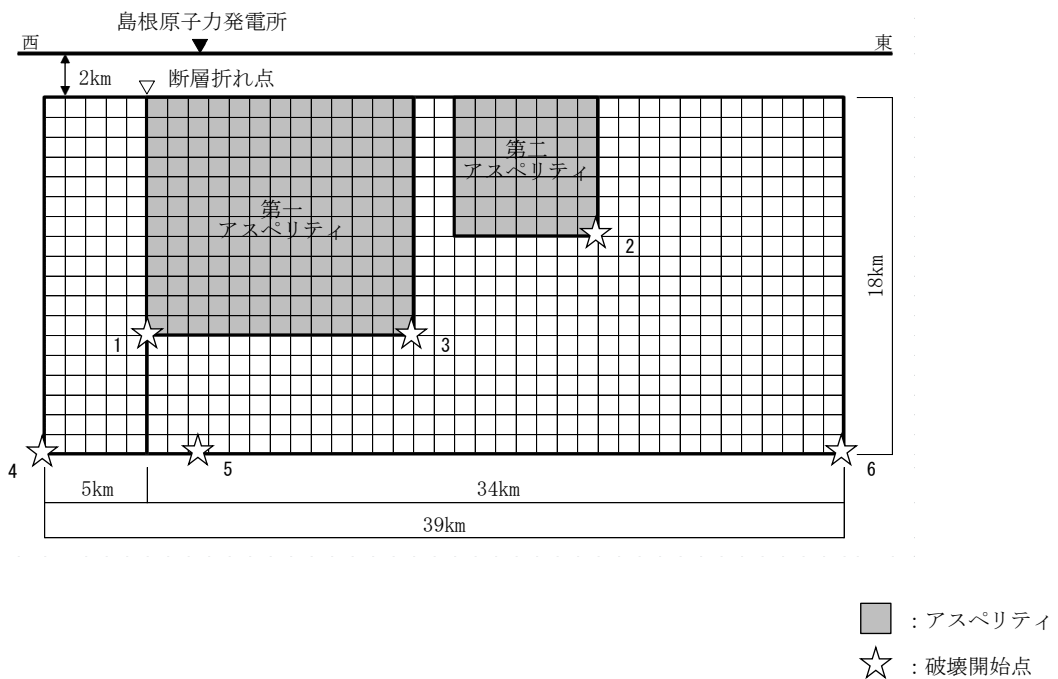 島根原子力発電所
西
東
2km
断層折れ点
第一
アスペリティ
第二
アスペリティ
18km
1
2
3
4
5
6
5km
34km
39km
：アスペリティ
：破壊開始点